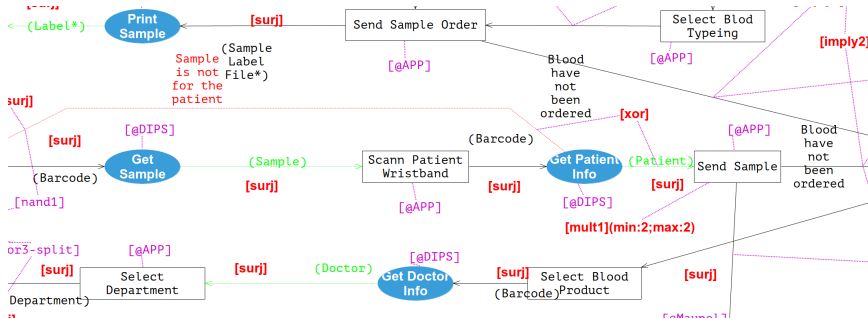 (Label*)
Print
Sample
[surj]
Send Sample Order
Select Blod
Typeing
[imply2]
[@APP]
[@APP]
Sample
is not
for the
patient
(Sample
Label
File*)
Blood
have
not
been
ordered
surj]
[surj]
[@DIPS]
[xor]
[@APP]
Blood
have
not
been
ordered
(Barcode)
Get
Sample
(Sample)
[surj]
Scann Patient
Wristband
(Barcode)
[surj]
Get Patient
Info
(Patient)
[surj]
Send Sample
[nand1]
[@APP]
[@DIPS]
[mult1](min:2;max:2)
or3-split]
[@APP]
[surj]
Select
Department
[surj]
(Doctor)
[@DIPS]
Get Doctor
Info
[surj]
(Barcode)
Select Blood
Product
[surj]
Department)